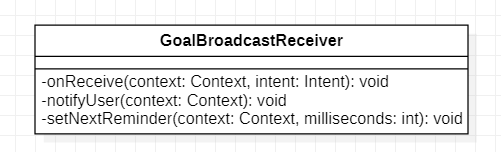 GoalBroadcastReceiver
-onReceive(context: Context, intent: Intent): void
-notifyUser(context: Context): void
-setNextReminder(context: Context, milliseconds: int): void